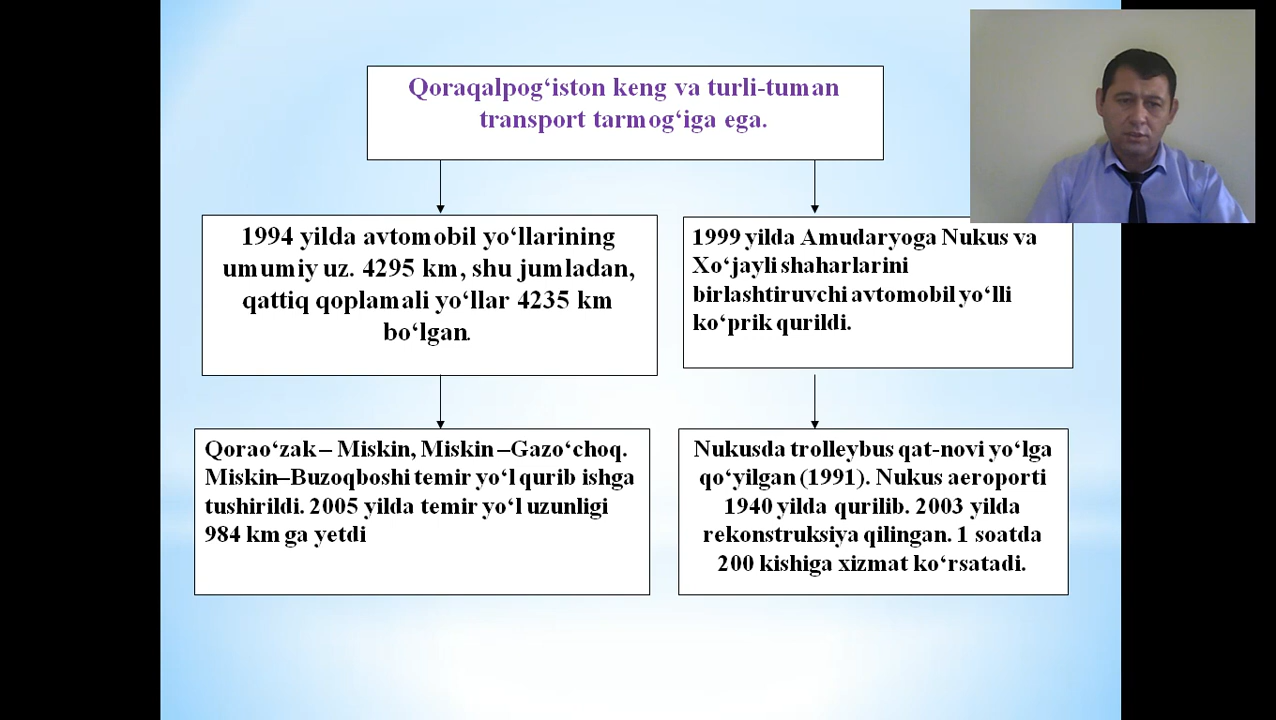 Qoraqalpog‘iston keng va turli-tuman
transport tarmog‘iga ega.
1994 yilda avtomobil yo‘llarining
umumiy uz. 4295 km, shu jumladan,
qattiq qoplamali yo‘llar 4235 km
bo‘lgan.
1999 yilda Amudaryoga Nukus va
Xo‘jayli shaharlarini
birlashtiruvchi avtomobil yo‘lli
ko‘prik qurildi.
Qorao‘zak – Miskin, Miskin –Gazo‘choq.
Miskin–Buzoqboshi temir yo‘l qurib ishga
tushirildi. 2005 yilda temir yo‘l uzunligi
984 km ga yetdi
Nukusda trolleybus qat-novi yo‘lga
qo‘yilgan (1991). Nukus aeroporti
1940 yilda qurilib. 2003 yilda
rekonstruksiya qilingan. 1 soatda
200 kishiga xizmat ko‘rsatadi.